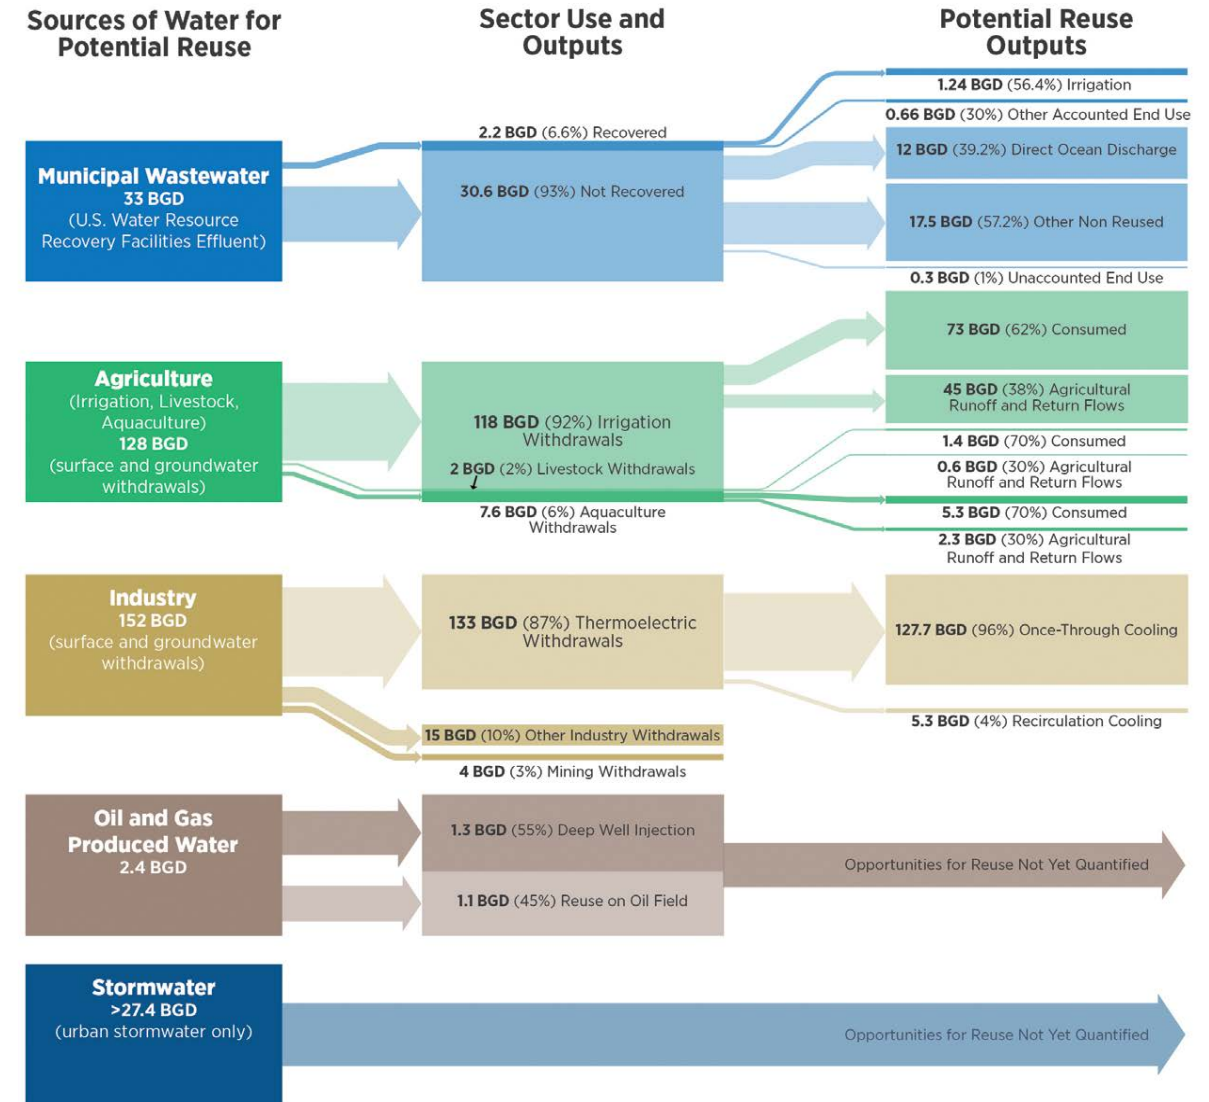 Sources of Water for
Potential Reuse
Sector Use and
Outputs
Potential Reuse
Outputs
Municipal Wastewater
33 BGD
(U.S. Water Resource
Recovery Facilities Effluent)
2.2 BGD (6.6%) Recovered
30.6 BGD (93%) Not Recovered
1.24 BGD (56.4%) Irrigation
0.66 BGD (30%) Other Accounted End Use
12 BGD (39.2%) Direct Ocean Discharge
17.5 BGD (57.2%) Other Non Reused
0.3 BGD (1%) Unaccounted End Use
Agriculture
(Irrigation, Livestock,
Aquaculture)
128 BGD
(surface and groundwater
withdrawals)
118 BGD (92%) Irrigation
Withdrawals
2 BGD (2%) Livestock Withdrawals
7.6 BGD (6%) Aquaculture
Withdrawals
73 BGD (62%) Consumed
45 BGD (38%) Agricultural
Runoff and Return Flows
1.4 BGD (70%) Consumed
0.6 BGD (30%) Agricultural
Runoff and Return Flows
5.3 BGD (70%) Consumed
2.3 BGD (30%) Agricultural
Runoff and Return Flows
Industry
152 BGD
(surface and groundwater
withdrawals)
133 BGD (87%) Thermoelectric
Withdrawals
15 BGD (10%) Other Industry Withdrawals
4 BGD (3%) Mining Withdrawals
127.7 BGD (96%) Once-Through Cooling
5.3 BGD (4%) Recirculation Cooling
Oil and Gas
Produced Water
2.4 BGD
1.3 BGD (55%) Deep Well Injection
1.1 BGD (45%) Reuse on Oil Field
Opportunities for Reuse Not Yet Quantified
Stormwater
>27.4 BGD
(urban stormwater only)
Opportunities for Reuse Not Yet Quantified